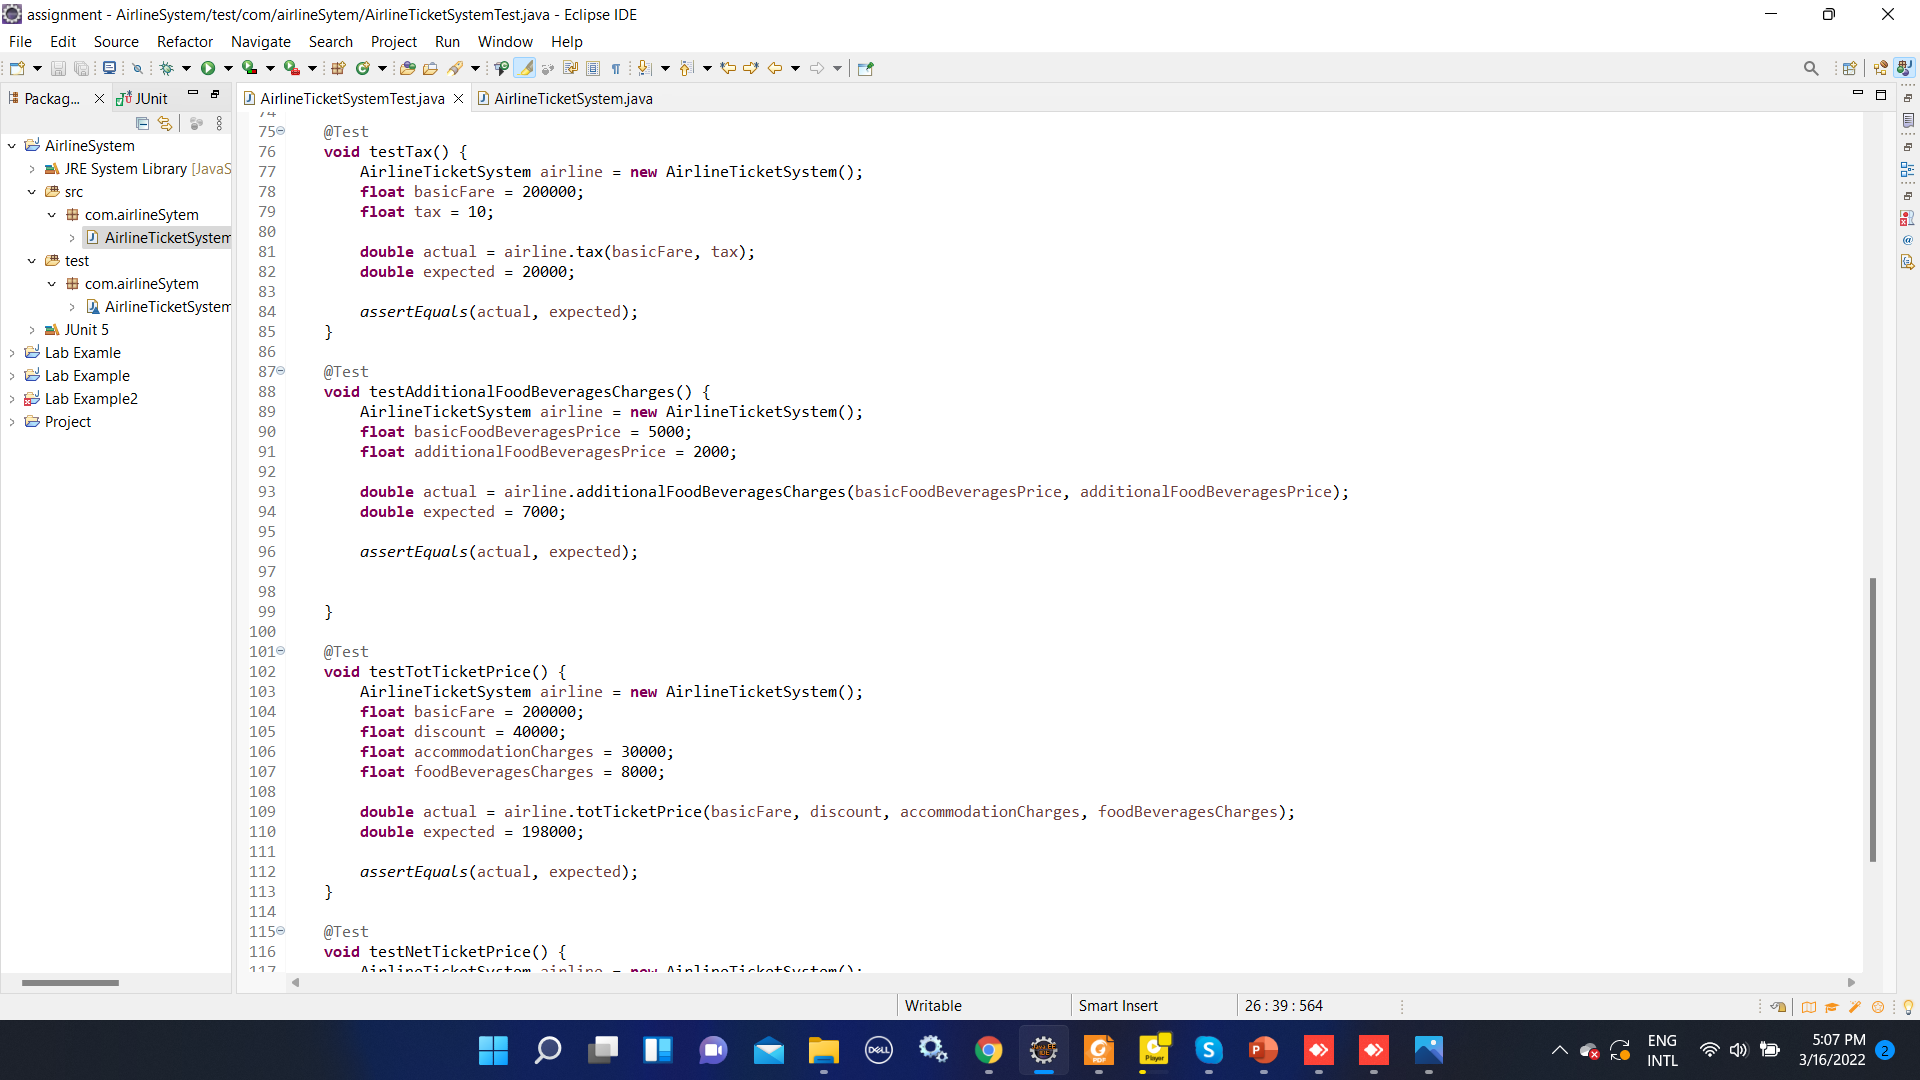 assignment - AirlineSystem/test/com/airlineSytem/AirlineTicketSystemTest.java - Eclipse IDE
File Edit Source Refactor Navigate Search Project Run Window Help
Packag... JUnit
AirlineTicketSystemTest.java AirlineTicketSystem.java
AirlineSystem
JRE System Library [JavaS
src
com.airlineSytem
AirlineTicketSystem
test
com.airlineSytem
AirlineTicketSystem
JUnit 5
Lab Examle
Lab Example
Lab Example2
Project
74
75 @Test
76 void testTax() {
77 AirlineTicketSystem airline = new AirlineTicketSystem();
78 float basicFare = 200000;
79 float tax = 10;
80
81 double actual = airline.tax(basicFare, tax);
82 double expected = 20000;
83
84 assertEquals(actual, expected);
85 }
86
87 @Test
88 void testAdditionalFoodBeveragesCharges() {
89 AirlineTicketSystem airline = new AirlineTicketSystem();
90 float basicFoodBeveragesPrice = 5000;
91 float additionalFoodBeveragesPrice = 2000;
92
93 double actual = airline.additionalFoodBeveragesCharges(basicFoodBeveragesPrice, additionalFoodBeveragesPrice);
94 double expected = 7000;
95
96 assertEquals(actual, expected);
97
98
99 }
100
101 @Test
102 void testTotTicketPrice() {
103 AirlineTicketSystem airline = new AirlineTicketSystem();
104 float basicFare = 200000;
105 float discount = 40000;
106 float accommodationCharges = 30000;
107 float foodBeveragesCharges = 8000;
108
109 double actual = airline.totTicketPrice(basicFare, discount, accommodationCharges, foodBeveragesCharges);
110 double expected = 198000;
111
112 assertEquals(actual, expected);
113 }
114
115 @Test
116 void testNetTicketPrice() {
117 AirlineTicketSystem airline = new AirlineTicketSystem();
Writable Smart Insert 26 : 39 : 564
DELL
Player
ENG
INTL
5:07 PM
3/16/2022
2